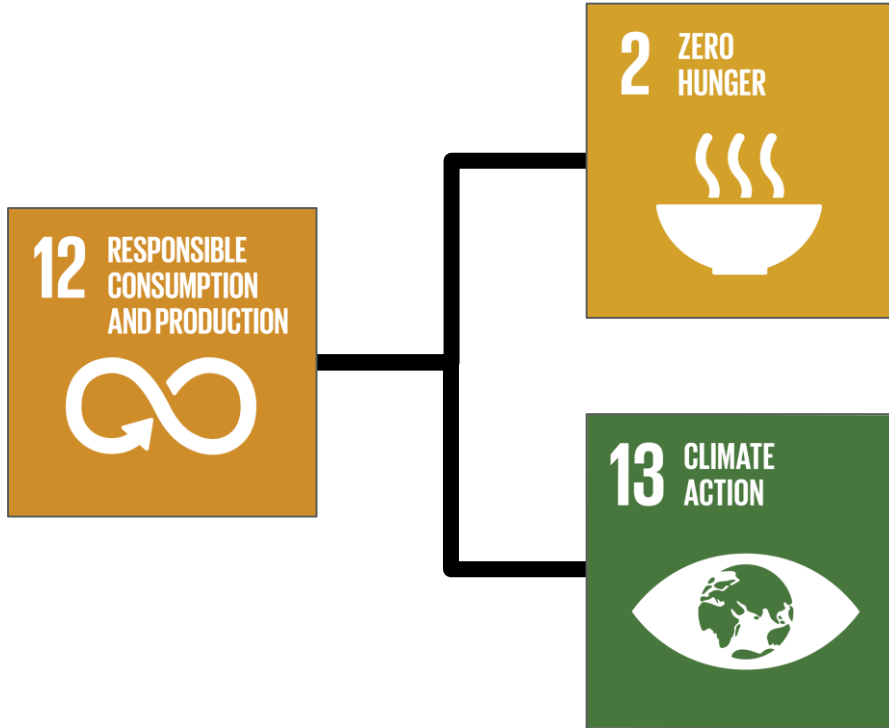 2 ZERO
HUNGER
12 RESPONSIBLE
CONSUMPTION
AND PRODUCTION
13 CLIMATE
ACTION